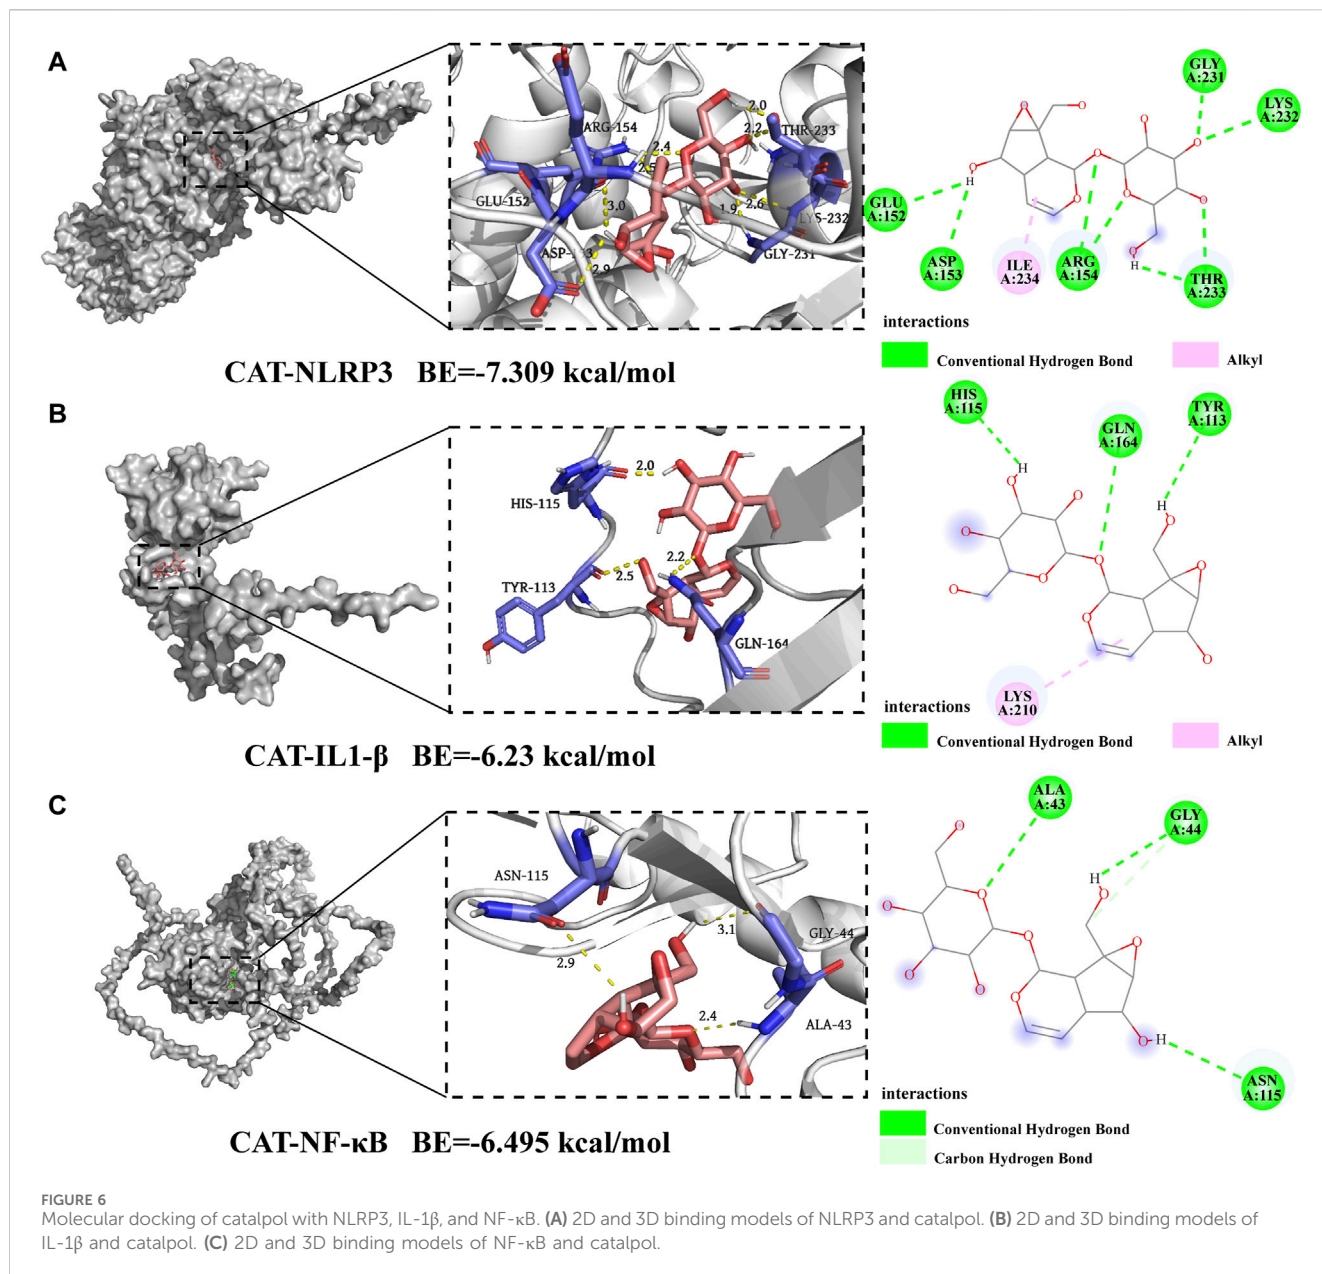 A
ARG-154
GLU-152
ASP-153
THR-233
LYS-232
GLY-231
2.0
2.2
2.4
2.5
3.0
1.9
2.6
2.9
GLY
A:231
LYS
A:232
GLU
A:152
ASP
A:153
ILE
A:234
ARG
A:154
THR
A:233
O
H
interactions
Conventional Hydrogen Bond
Alkyl
CAT-NLRP3 BE=-7.309 kcal/mol
B
HIS-115
TYR-113
GLN-164
2.0
2.2
2.5
HIS
A:115
GLN
A:164
TYR
A:113
LYS
A:210
O
H
interactions
Conventional Hydrogen Bond
Alkyl
CAT-IL1-β BE=-6.23 kcal/mol
C
ASN-115
GLY-44
ALA-43
3.1
2.9
2.4
ALA
A:43
GLY
A:44
ASN
A:115
O
H
interactions
Conventional Hydrogen Bond
Carbon Hydrogen Bond
CAT-NF-κB BE=-6.495 kcal/mol
FIGURE 6
Molecular docking of catalpol with NLRP3, IL-1β, and NF-κB. (A) 2D and 3D binding models of NLRP3 and catalpol. (B) 2D and 3D binding models of
IL-1β and catalpol. (C) 2D and 3D binding models of NF-κB and catalpol.